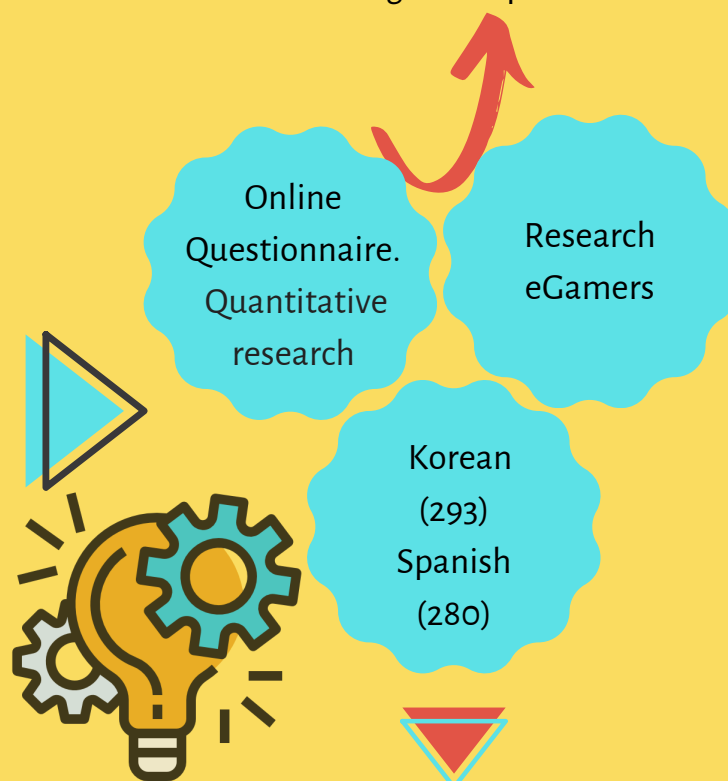 Online
Questionnaire.
Quantitative
research
Research
eGamers
Korean
(293)
Spanish
(280)